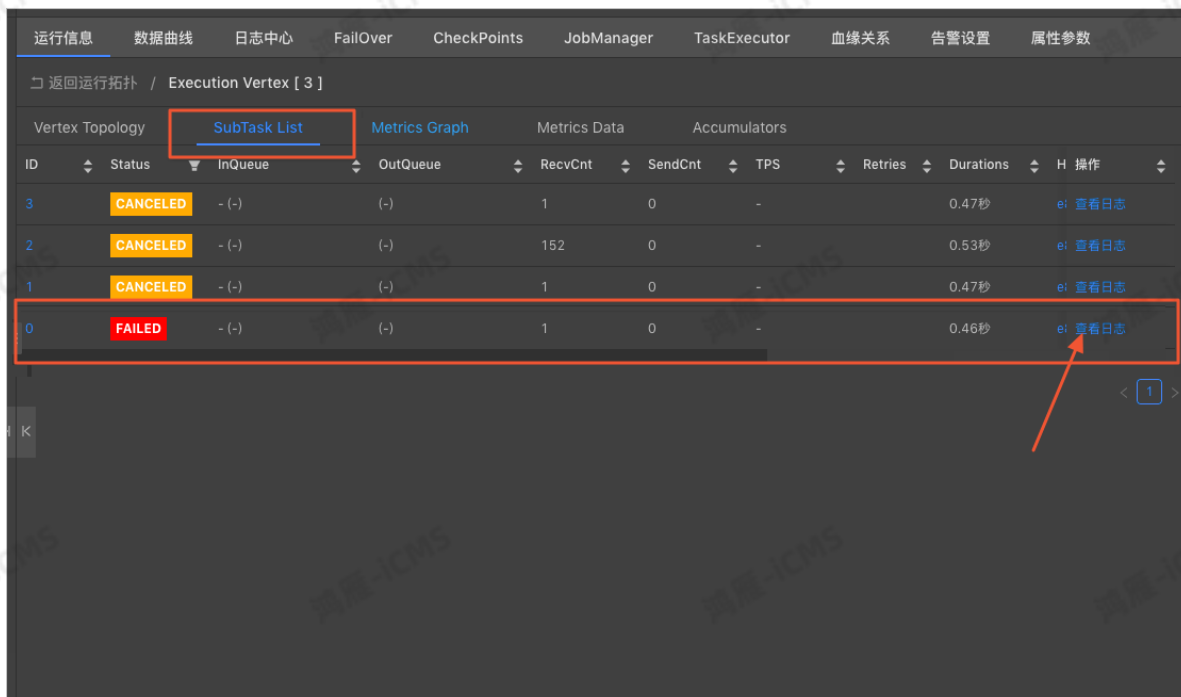 运行信息 数据曲线 日志中心 FailOver CheckPoints JobManager TaskExecutor 血缘关系 告警设置 属性参数
返回运行拓扑 / Execution Vertex [ 3 ]
Vertex Topology SubTask List Metrics Graph Metrics Data Accumulators
ID Status InQueue OutQueue RecvCnt SendCnt TPS Retries Durations H 操作
3 CANCELED - (-) (-) 1 0 - 0.47秒 查看日志
2 CANCELED - (-) (-) 152 0 - 0.53秒 查看日志
1 CANCELED - (-) (-) 1 0 - 0.47秒 查看日志
0 FAILED - (-) (-) 1 0 - 0.46秒 查看日志
< 1 >
鸿雁-iCMS